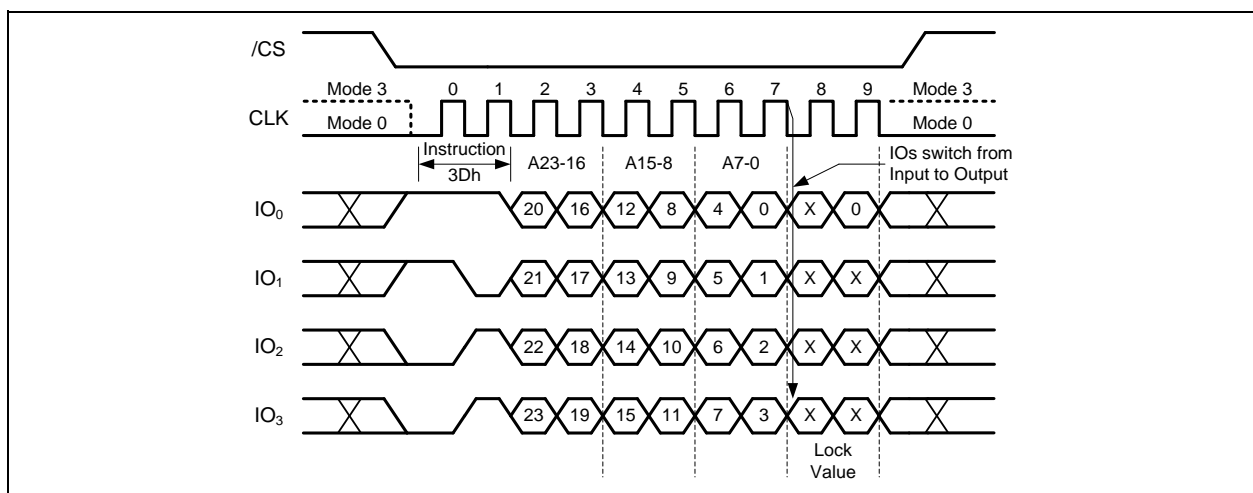 /CS
Mode 3 0 1 2 3 4 5 6 7 8 9 Mode 3
CLK
Mode 0 Mode 0
Instruction A23-16 A15-8 A7-0 IOs switch from
3Dh Input to Output
IO0 20 16 12 8 4 0 X 0
IO1 21 17 13 9 5 1 X X
IO2 22 18 14 10 6 2 X X
IO3 23 19 15 11 7 3 X X
Lock
Value